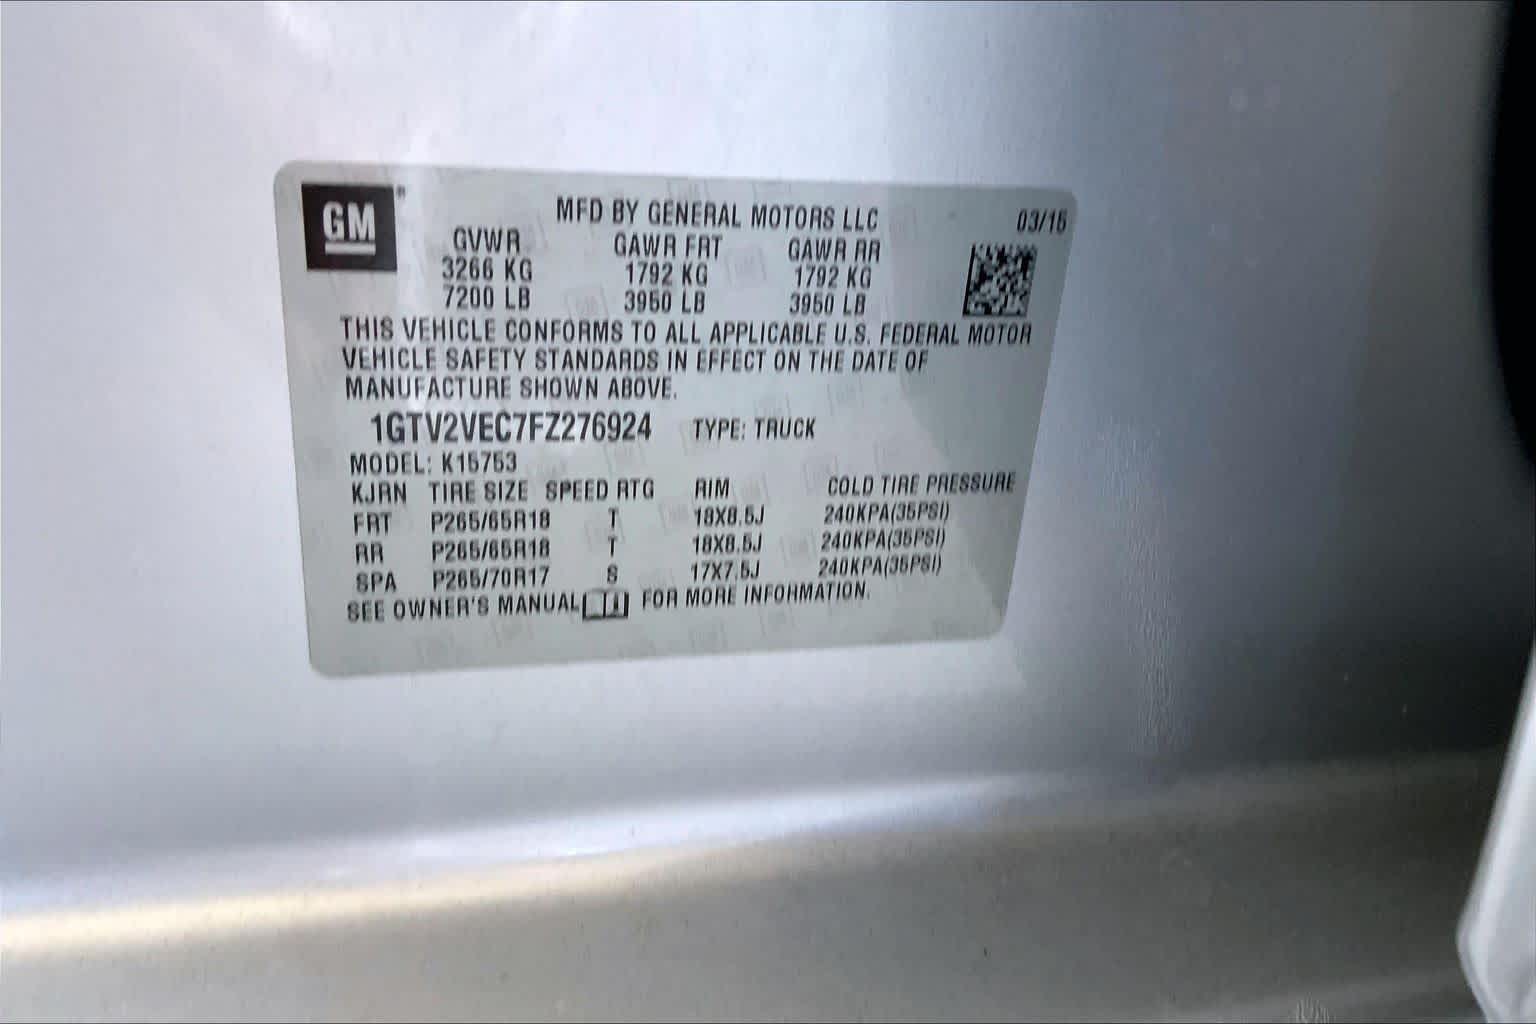 GM
MFD BY GENERAL MOTORS LLC 03/15
GVWR GAWR FRT GAWR RR
3266 KG 1792 KG 1792 KG
7200 LB 3950 LB 3950 LB
THIS VEHICLE CONFORMS TO ALL APPLICABLE U.S. FEDERAL MOTOR
VEHICLE SAFETY STANDARDS IN EFFECT ON THE DATE OF
MANUFACTURE SHOWN ABOVE.
1GTV2VEC7FZ276924 TYPE: TRUCK
MODEL: K15753
KJRN TIRE SIZE SPEED RTG RIM COLD TIRE PRESSURE
FRT P265/65R18 T 18X8.5J 240KPA(35PSI)
RR P265/65R18 T 18X8.5J 240KPA(35PSI)
SPA P265/70R17 S 17X7.5J 240KPA(35PSI)
SEE OWNER'S MANUAL FOR MORE INFORMATION.